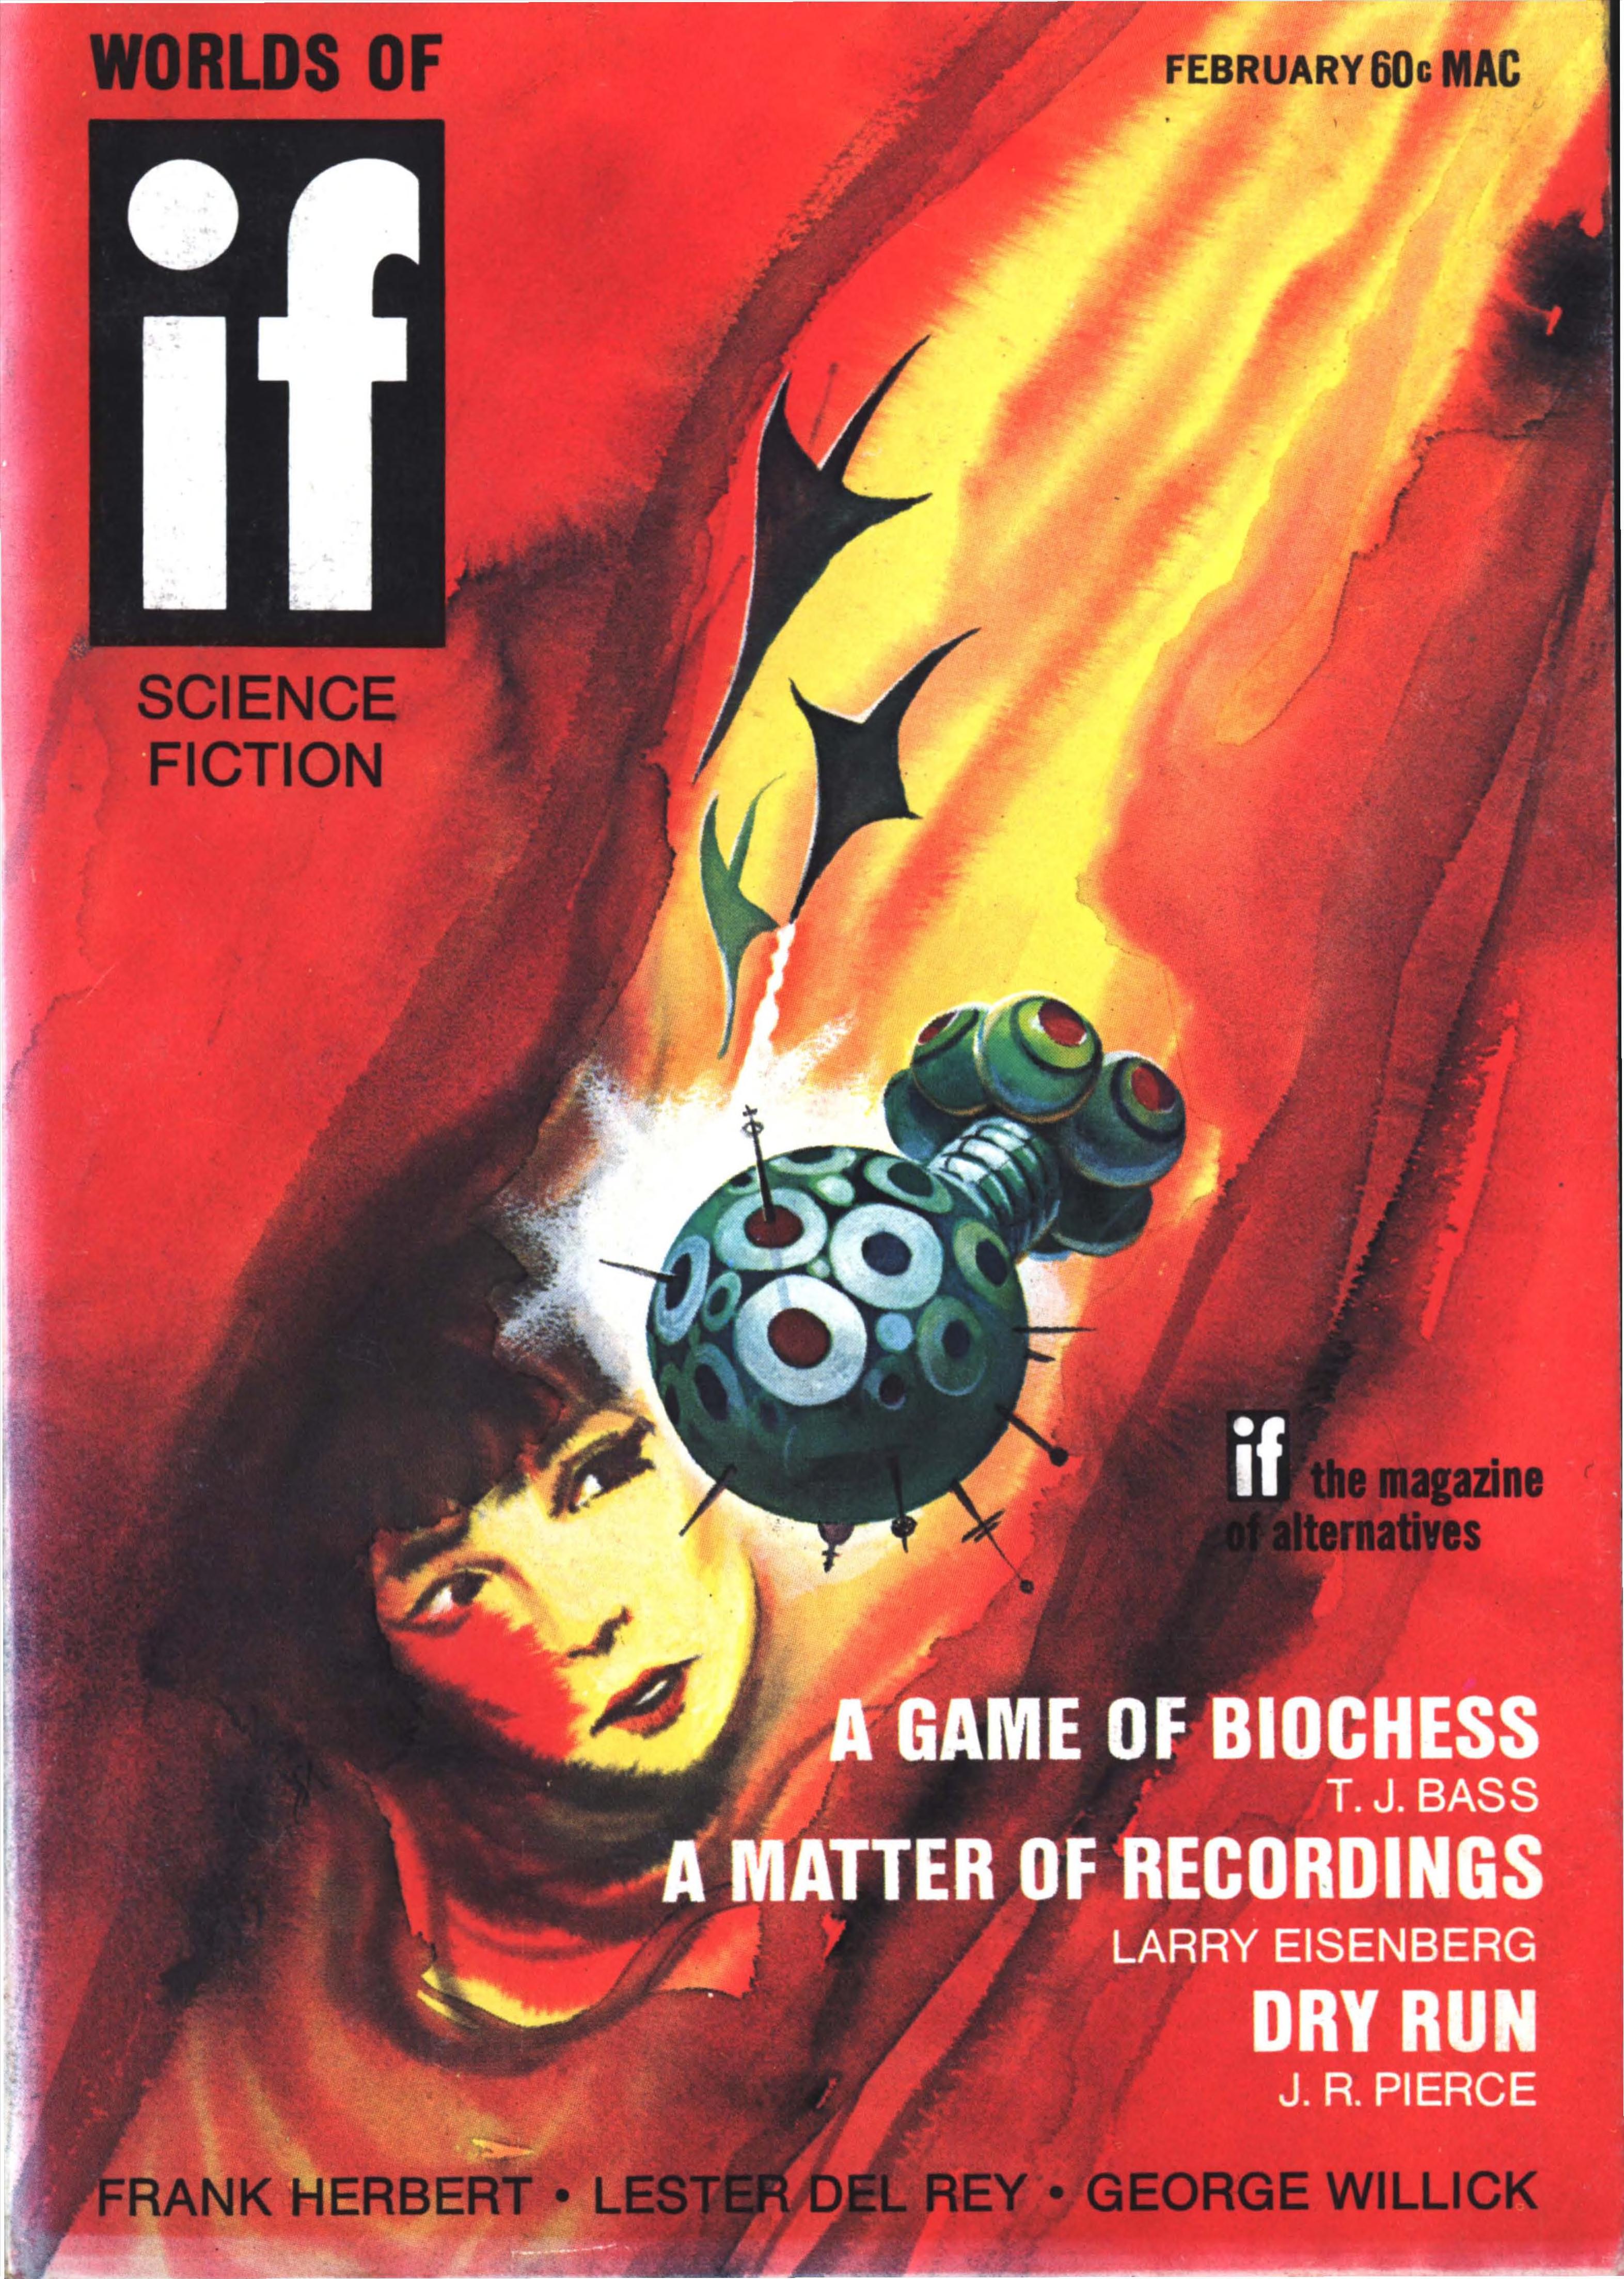 WORLDS OF
if
SCIENCE
FICTION
FEBRUARY 60c MAC
if the magazine
of alternatives
A GAME OF BIOCHESS
T. J. BASS
A MATTER OF RECORDINGS
LARRY EISENBERG
DRY RUN
J. R. PIERCE
FRANK HERBERT • LESTER DEL REY • GEORGE WILLICK